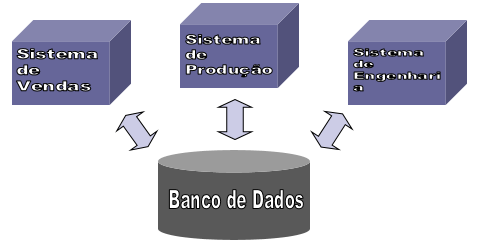 Sistema
de
Vendas
Sistema
de
Produção
Sistema
de
Engenhari
a
Banco de Dados